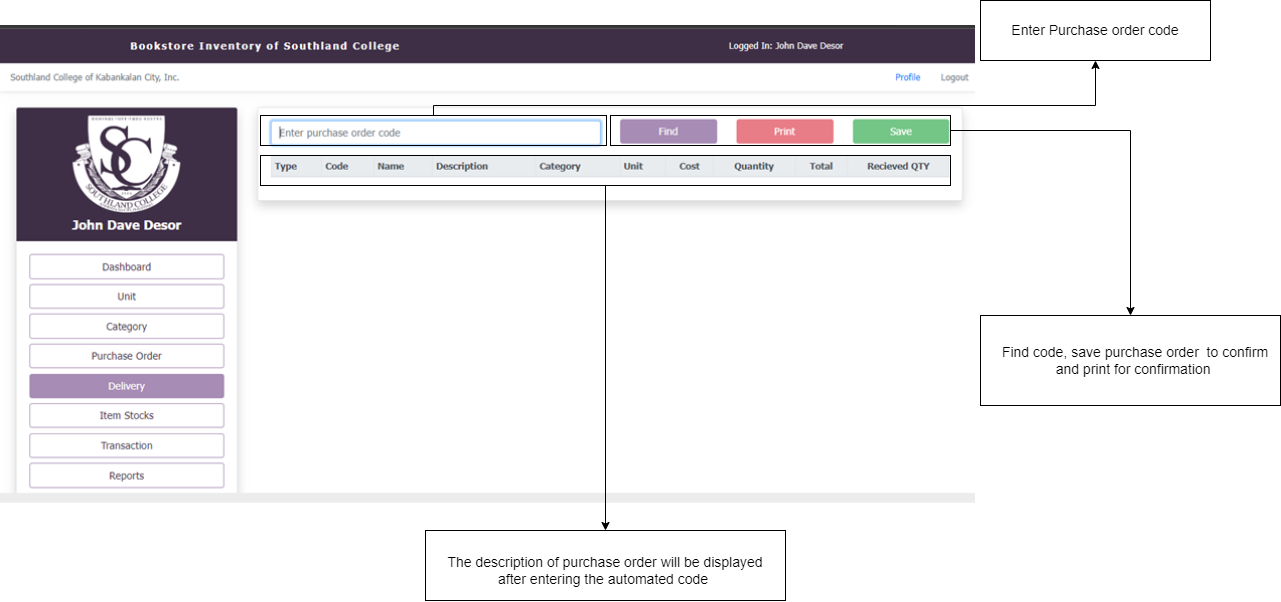 Enter Purchase order code
Bookstore Inventory of Southland College
Logged In: John Dave Desor
Southland College of Kabankalan City, Inc.
Profile
Logout
Enter purchase order code
Find
Print
Save
Type Code Name Description Category Unit Cost Quantity Total Recieved QTY
SC
SOUTHLAND COLLEGE
John Dave Desor
Dashboard
Unit
Category
Purchase Order
Delivery
Item Stocks
Transaction
Reports
Find code, save purchase order to confirm
and print for confirmation
The description of purchase order will be displayed
after entering the automated code